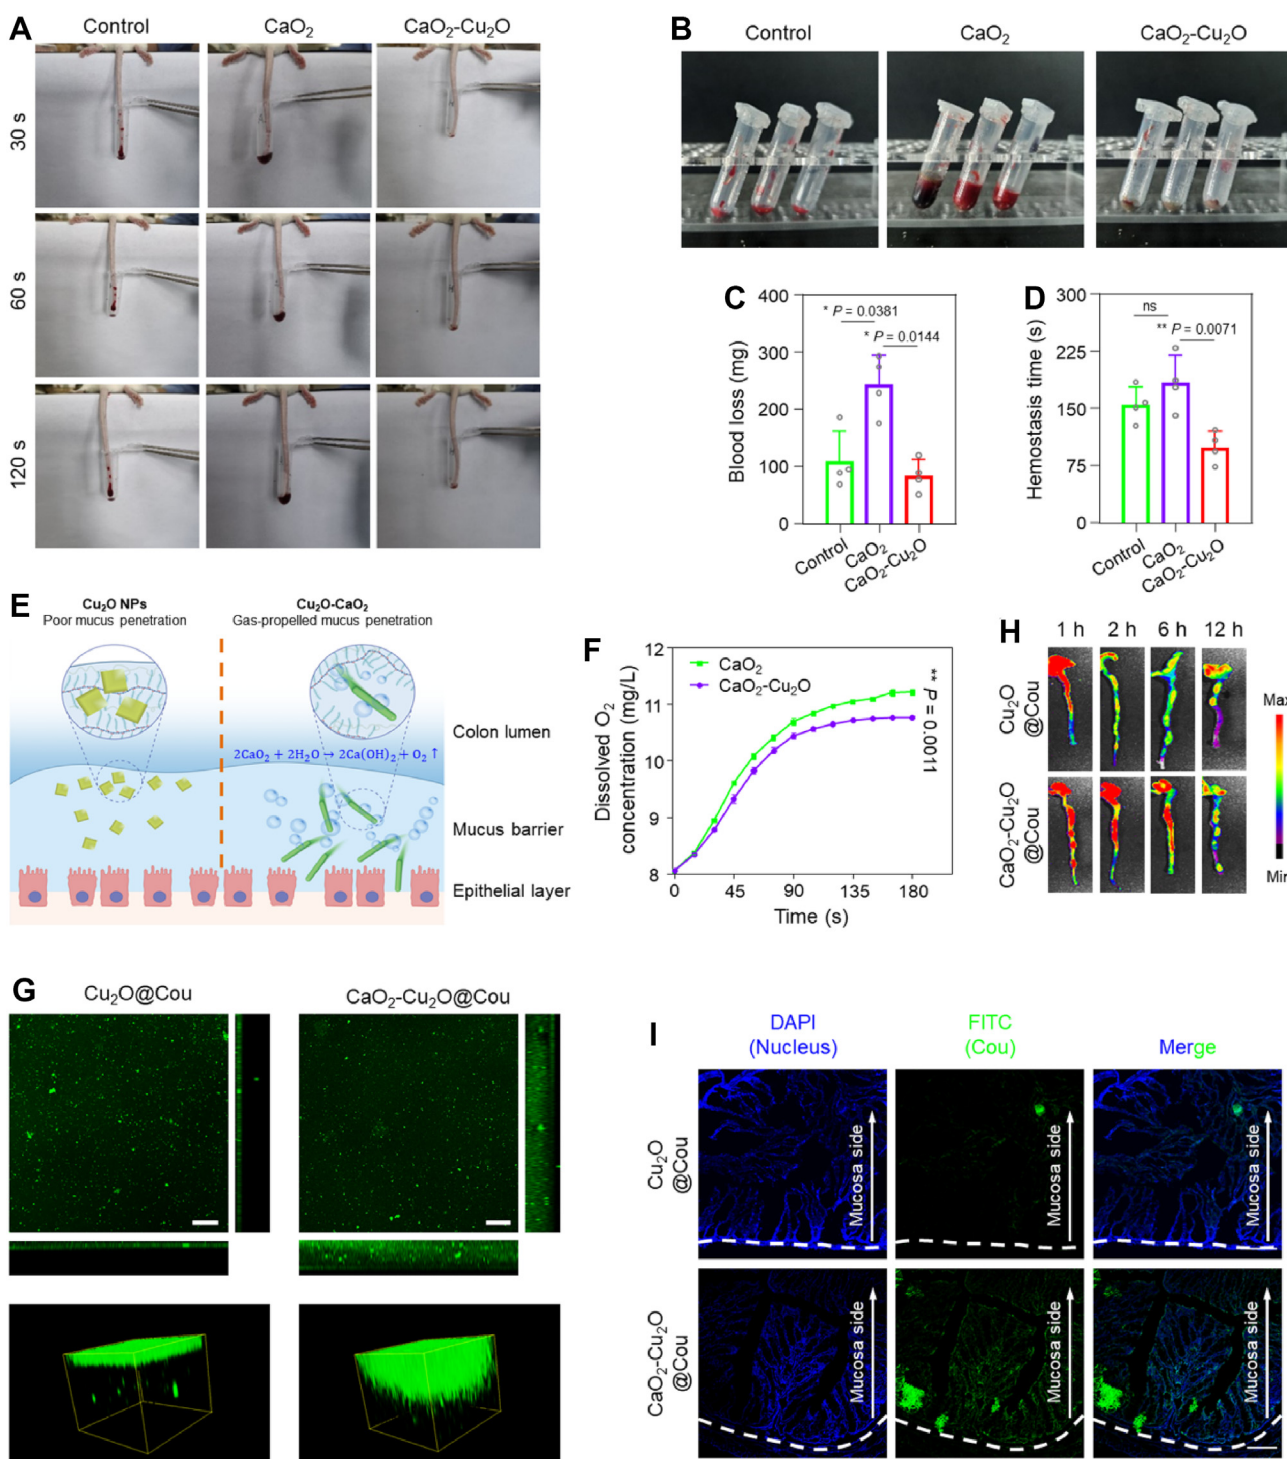 A
Control
CaO₂
CaO₂-Cu₂O
30 s
60 s
120 s
B
Control
CaO₂
CaO₂-Cu₂O
C
Blood loss (mg)
400
300
200
100
0
* P = 0.0381
* P = 0.0144
Control
CaO₂
CaO₂-Cu₂O
D
Hemostasis time (s)
300
225
150
75
0
ns
** P = 0.0071
Control
CaO₂
CaO₂-Cu₂O
E
Cu₂O NPs
Poor mucus penetration
Cu₂O-CaO₂
Gas-propelled mucus penetration
2CaO₂ + 2H₂O → 2Ca(OH)₂ + O₂ ↑
Colon lumen
Mucus barrier
Epithelial layer
F
Dissolved O₂
concentration (mg/L)
12
11
10
9
8
CaO₂
CaO₂-Cu₂O
** P = 0.0011
0
45
90
135
180
Time (s)
H
1 h
2 h
6 h
12 h
Cu₂O
@Cou
CaO₂-Cu₂O
@Cou
Max
Min
G
Cu₂O@Cou
CaO₂-Cu₂O@Cou
I
DAPI
(Nucleus)
FITC
(Cou)
Merge
Cu₂O
@Cou
Mucosa side
Mucosa side
Mucosa side
CaO₂-Cu₂O
@Cou
Mucosa side
Mucosa side
Mucosa side